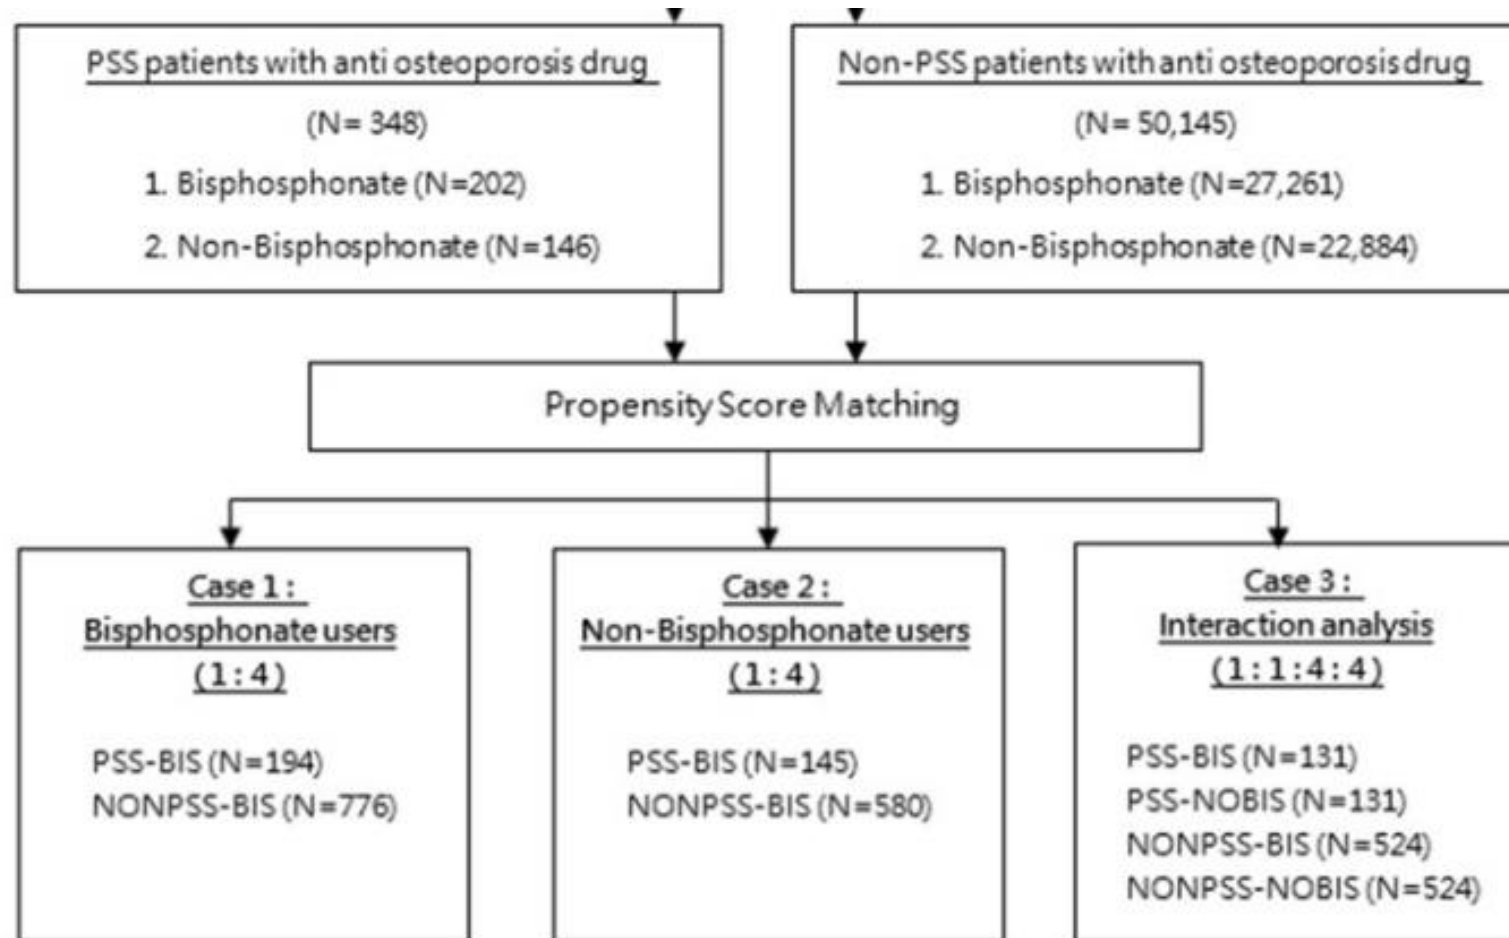 PSS patients with anti osteoporosis drug
(N= 348)
1. Bisphosphonate (N=202)
2. Non-Bisphosphonate (N=146)
Non-PSS patients with anti osteoporosis drug
(N= 50,145)
1. Bisphosphonate (N=27,261)
2. Non-Bisphosphonate (N=22,884)
Propensity Score Matching
Case 1 :
Bisphosphonate users
(1 : 4)
PSS-BIS (N=194)
NONPSS-BIS (N=776)
Case 2 :
Non-Bisphosphonate users
(1 : 4)
PSS-BIS (N=145)
NONPSS-BIS (N=580)
Case 3 :
Interaction analysis
(1 : 1 : 4 : 4)
PSS-BIS (N=131)
PSS-NOBIS (N=131)
NONPSS-BIS (N=524)
NONPSS-NOBIS (N=524)